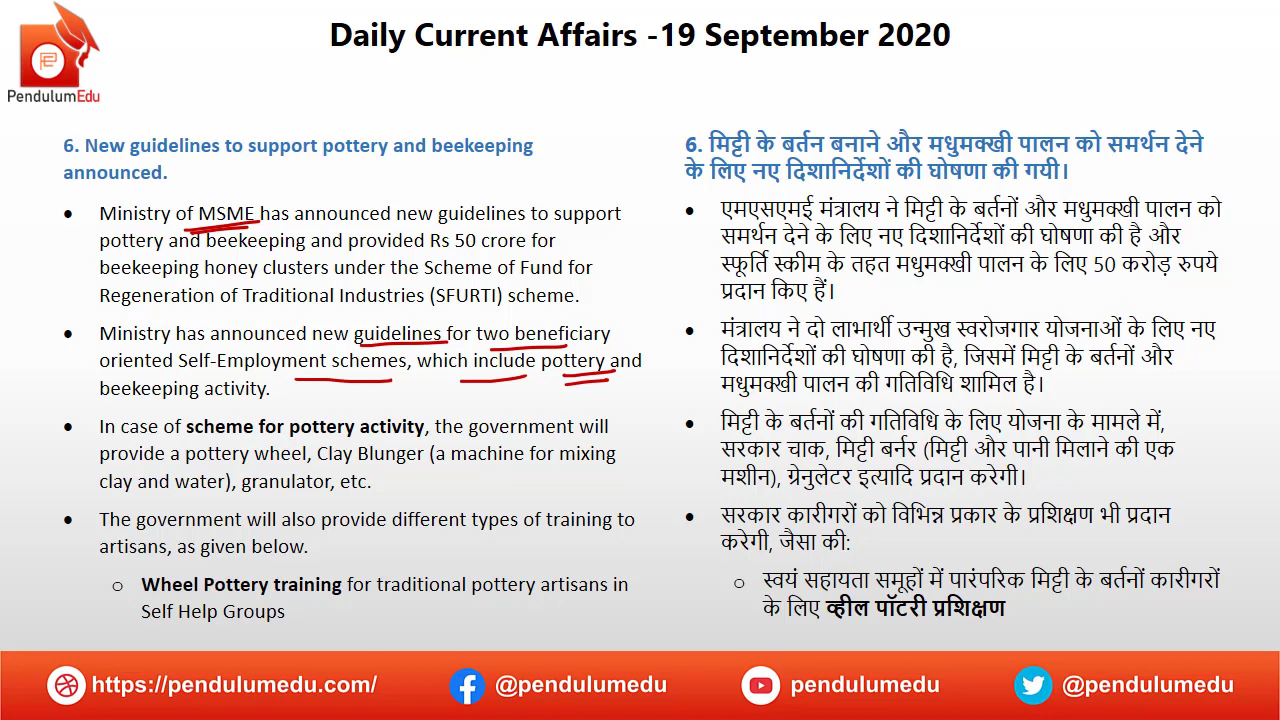 Daily Current Affairs -19 September 2020
PendulumEdu
6. New guidelines to support pottery and beekeeping
announced.
• Ministry of MSME has announced new guidelines to support
pottery and beekeeping and provided Rs 50 crore for
beekeeping honey clusters under the Scheme of Fund for
Regeneration of Traditional Industries (SFURTI) scheme.
• Ministry has announced new guidelines for two beneficiary
oriented Self-Employment schemes, which include pottery and
beekeeping activity.
• In case of scheme for pottery activity, the government will
provide a pottery wheel, Clay Blunger (a machine for mixing
clay and water), granulator, etc.
• The government will also provide different types of training to
artisans, as given below.
o Wheel Pottery training for traditional pottery artisans in
Self Help Groups
6. मिट्टी के बर्तन बनाने और मधुमक्खी पालन को समर्थन देने
के लिए नए दिशानिर्देशों की घोषणा की गयी।
• एमएसएमई मंत्रालय ने मिट्टी के बर्तनों और मधुमक्खी पालन को
समर्थन देने के लिए नए दिशानिर्देशों की घोषणा की है और
स्फूर्ति स्कीम के तहत मधुमक्खी पालन के लिए 50 करोड़ रुपये
प्रदान किए हैं।
• मंत्रालय ने दो लाभार्थी उन्मुख स्वरोजगार योजनाओं के लिए नए
दिशानिर्देशों की घोषणा की है, जिसमें मिट्टी के बर्तनों और
मधुमक्खी पालन की गतिविधि शामिल है।
• मिट्टी के बर्तनों की गतिविधि के लिए योजना के मामले में,
सरकार चाक, मिट्टी बर्नर (मिट्टी और पानी मिलाने की एक
मशीन), ग्रेनुलेटर इत्यादि प्रदान करेगी।
• सरकार कारीगरों को विभिन्न प्रकार के प्रशिक्षण भी प्रदान
करेगी, जैसा की:
o स्वयं सहायता समूहों में पारंपरिक मिट्टी के बर्तनों कारीगरों
के लिए व्हील पॉटरी प्रशिक्षण
https://pendulumedu.com/ @pendulumedu pendulumedu @pendulumedu